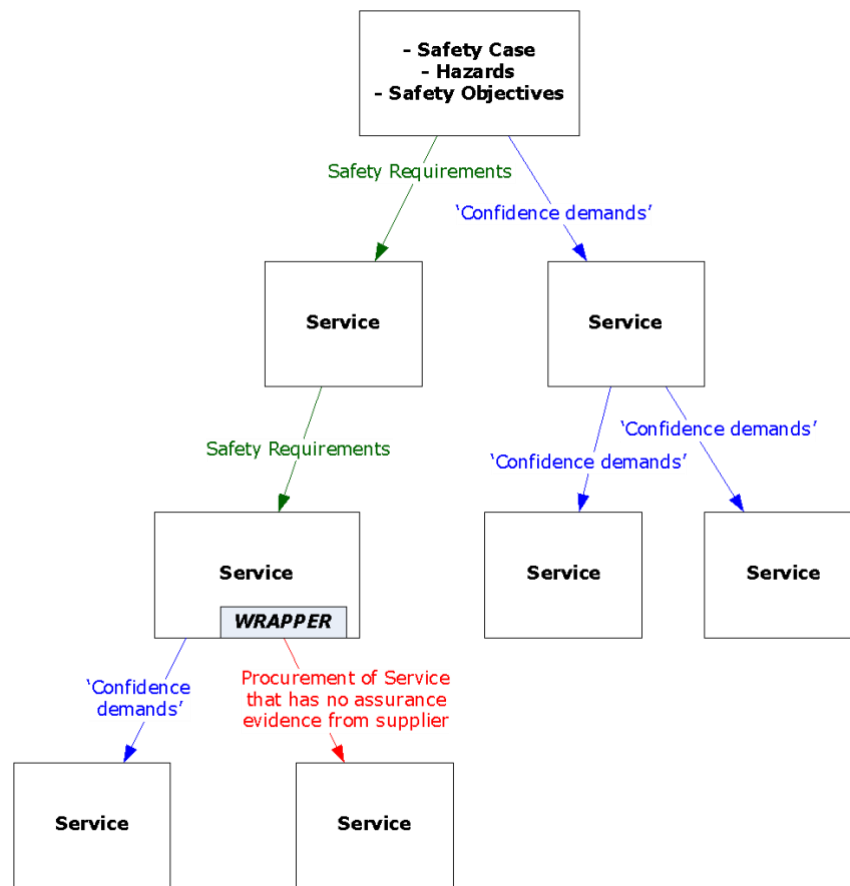 - Safety Case
- Hazards
- Safety Objectives
Safety Requirements
‘Confidence demands’
Service
Service
Safety Requirements
‘Confidence demands’
‘Confidence demands’
Service
WRAPPER
Service
Service
‘Confidence
demands’
Procurement of Service
that has no assurance
evidence from supplier
Service
Service